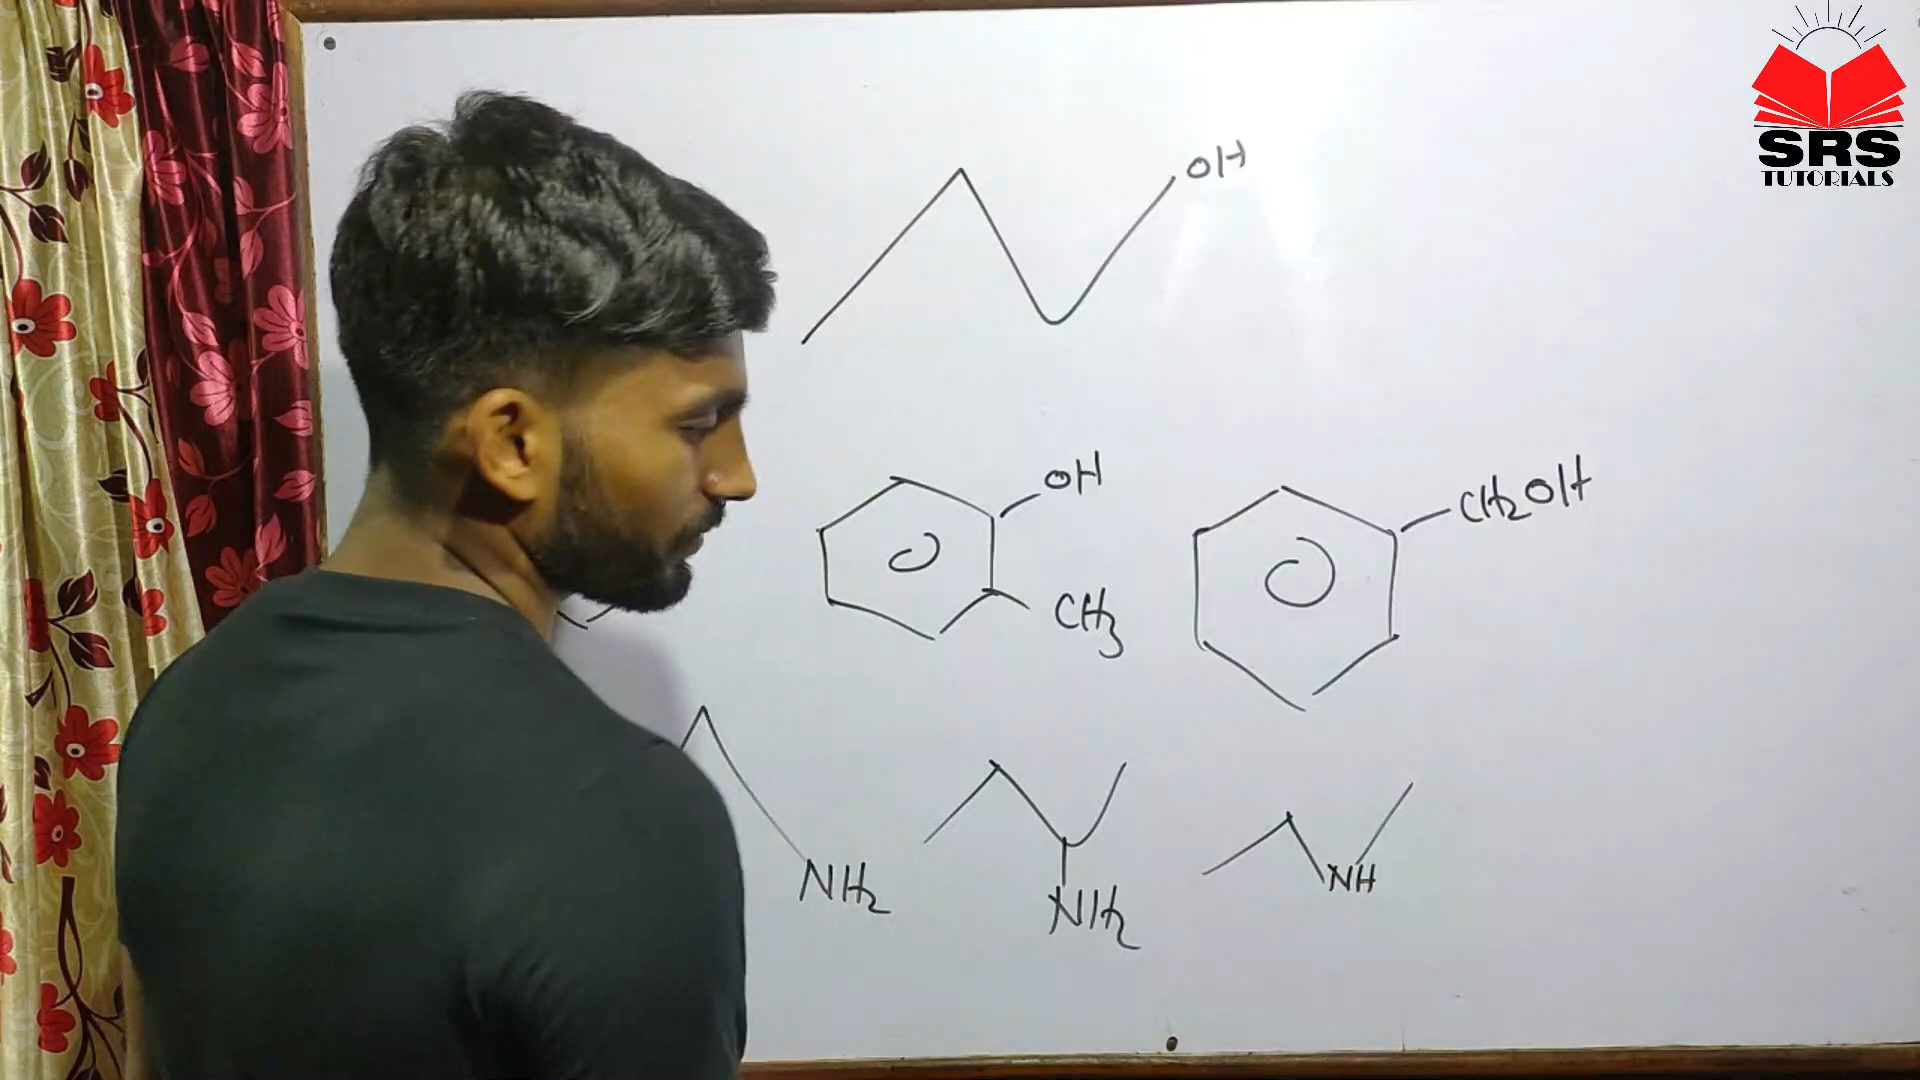 SRS
TUTORIALS
OH
OH
CH3
CH2OH
NH2
NH2
NH